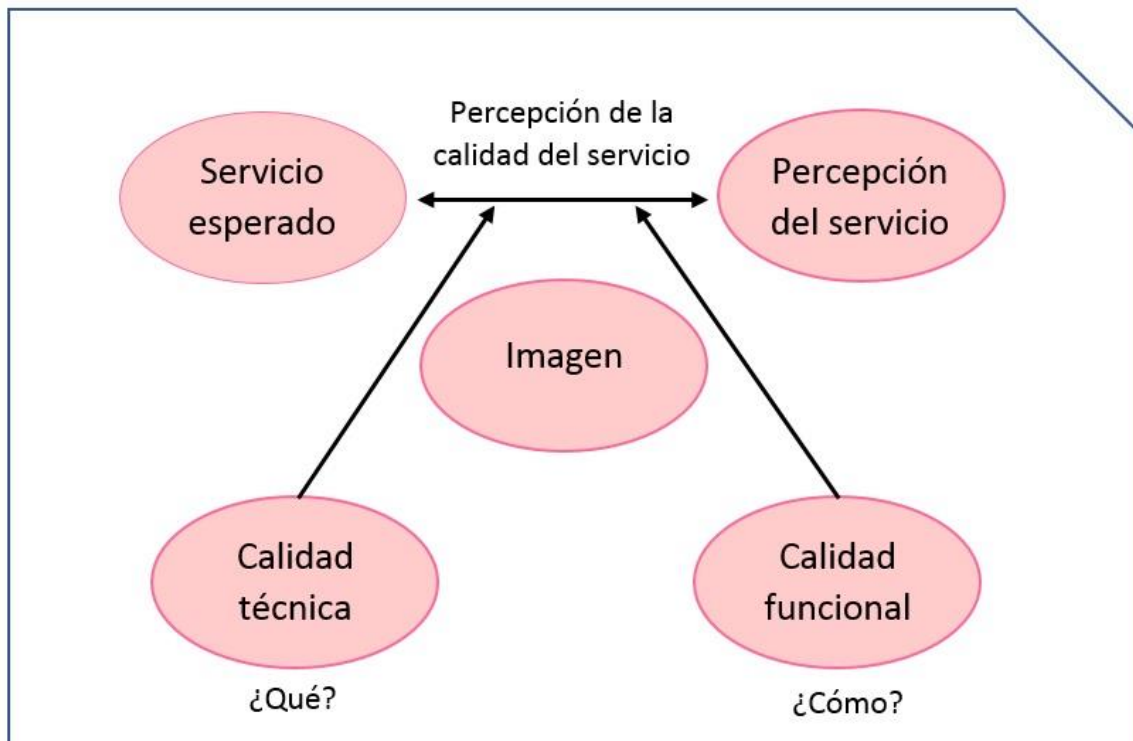 Percepción de la
calidad del servicio
Servicio
esperado
Percepción
del servicio
Imagen
Calidad
técnica
Calidad
funcional
¿Qué?
¿Cómo?